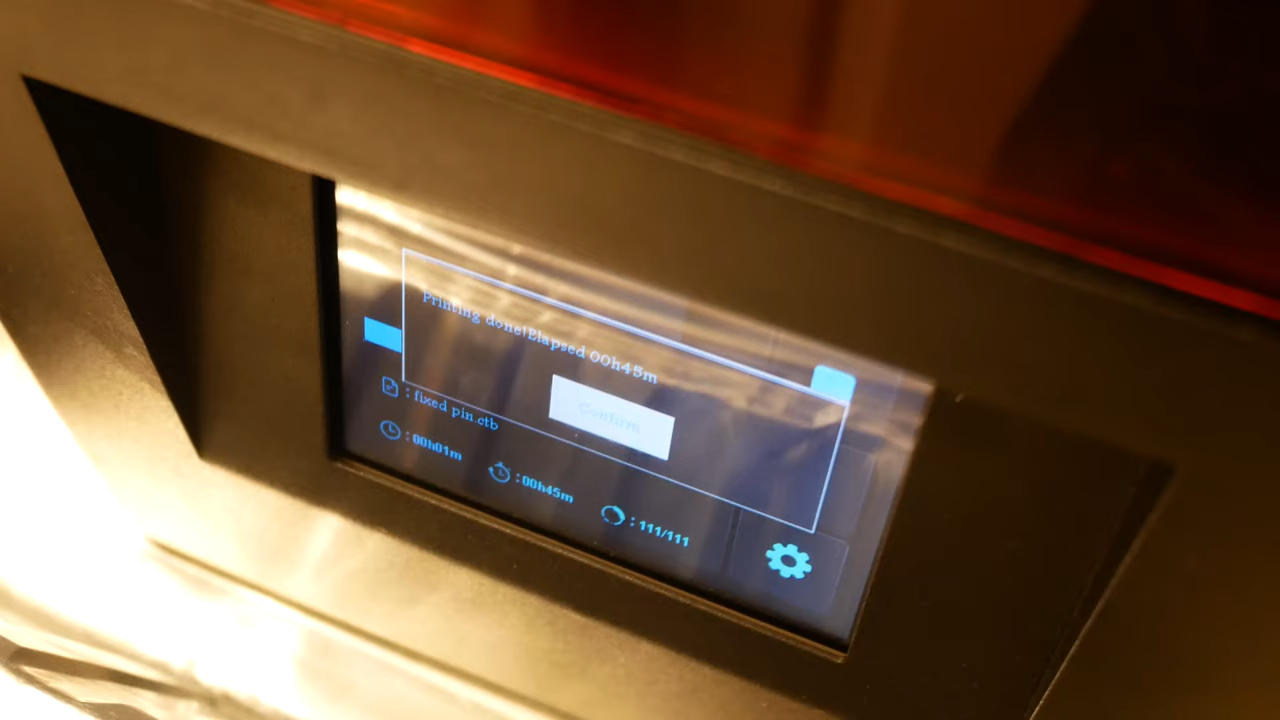 Printing done!Elapsed 00h45m
Confirm
: fixed pin.ctb
: 00h01m
: 00h45m
: 111/111